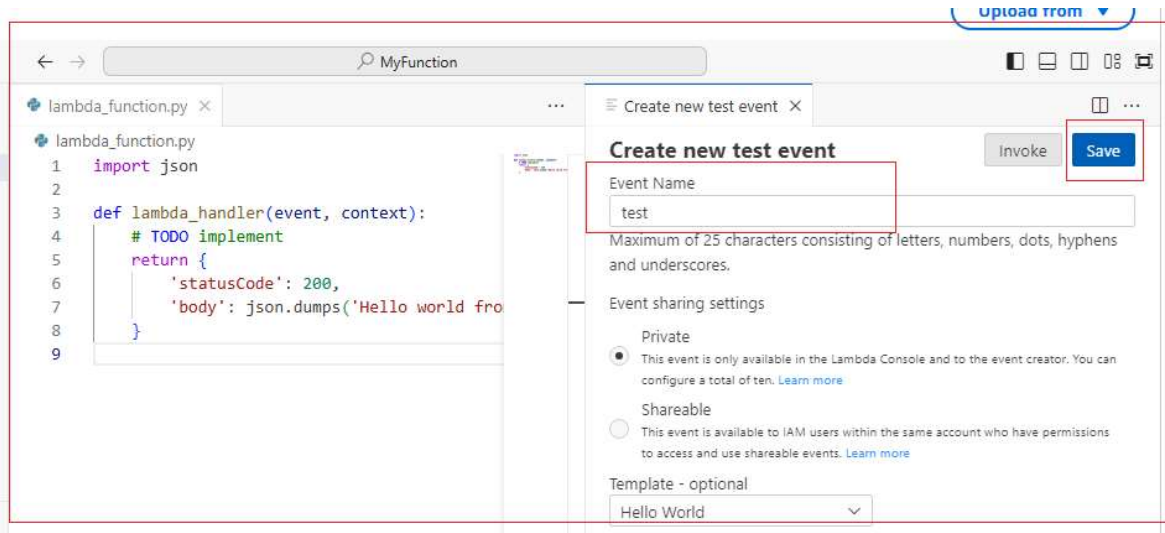 Upload from
MyFunction
lambda_function.py
lambda_function.py
1 import json
2
3 def lambda_handler(event, context):
4 # TODO implement
5 return {
6 'statusCode': 200,
7 'body': json.dumps('Hello world fro
8 }
9
Create new test event
Create new test event
Invoke
Save
Event Name
test
Maximum of 25 characters consisting of letters, numbers, dots, hyphens
and underscores.
Event sharing settings
Private
This event is only available in the Lambda Console and to the event creator. You can
configure a total of ten. Learn more
Shareable
This event is available to IAM users within the same account who have permissions
to access and use shareable events. Learn more
Template - optional
Hello World